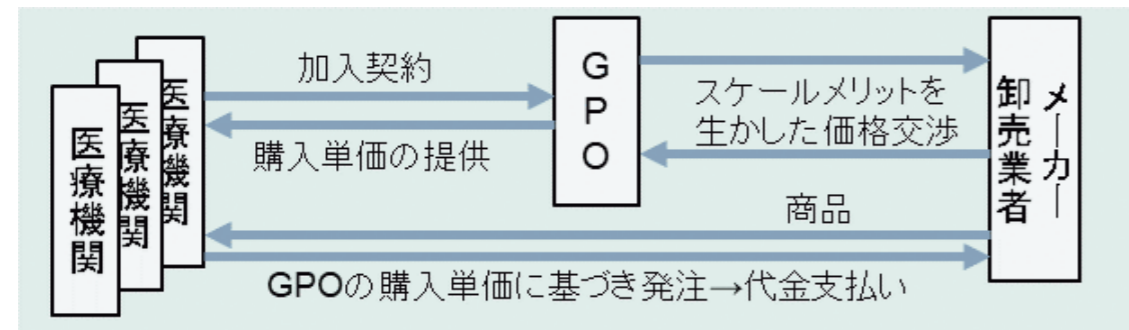 医療機関
医療機関
医療機関
加入契約
購入単価の提供
GPO
スケールメリットを
生かした価格交渉
メーカー
卸売業者
商品
GPOの購入単価に基づき発注→代金支払い